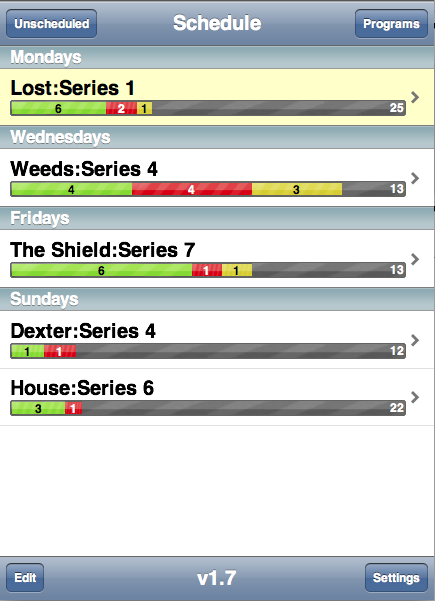 Unscheduled Schedule Programs
Mondays
Lost:Series 1
6 2 1 25
Wednesdays
Weeds:Series 4
4 4 3 13
Fridays
The Shield:Series 7
6 1 1 13
Sundays
Dexter:Series 4
1 1 12
House:Series 6
3 1 22
Edit v1.7 Settings